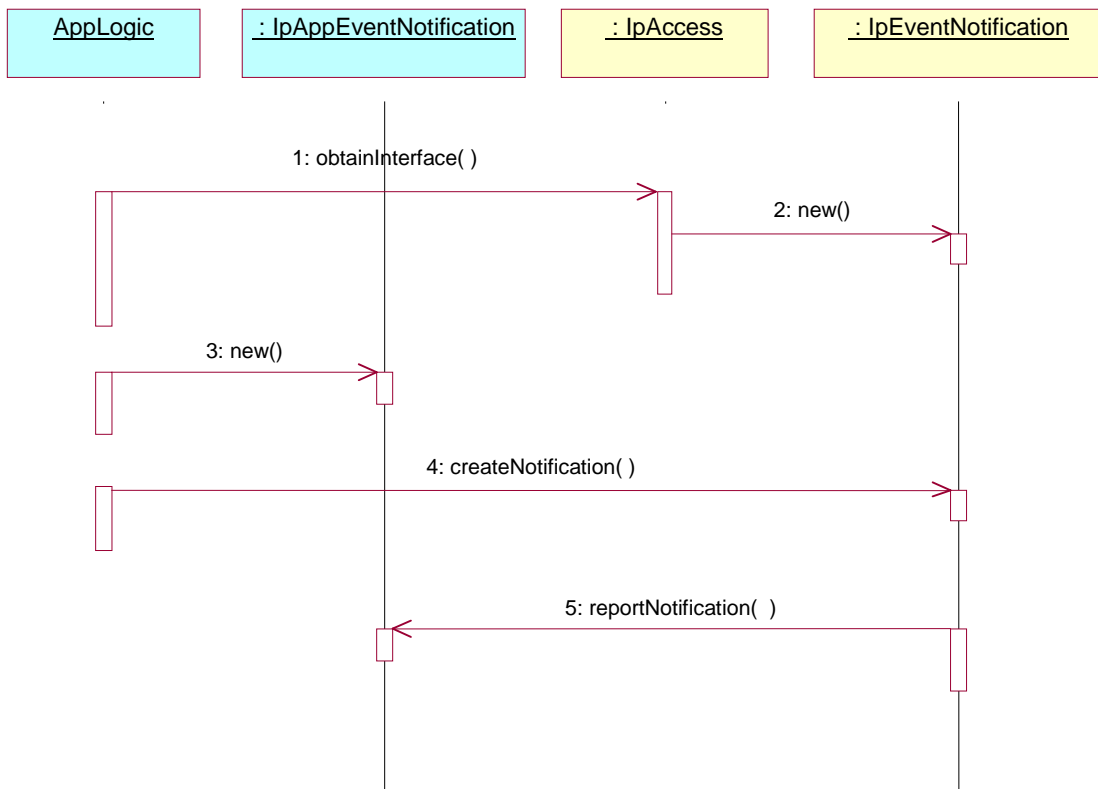 AppLogic
: IpAppEventNotification
: IpAccess
: IpEventNotification
1: obtainInterface( )
2: new()
3: new()
4: createNotification( )
5: reportNotification(  )